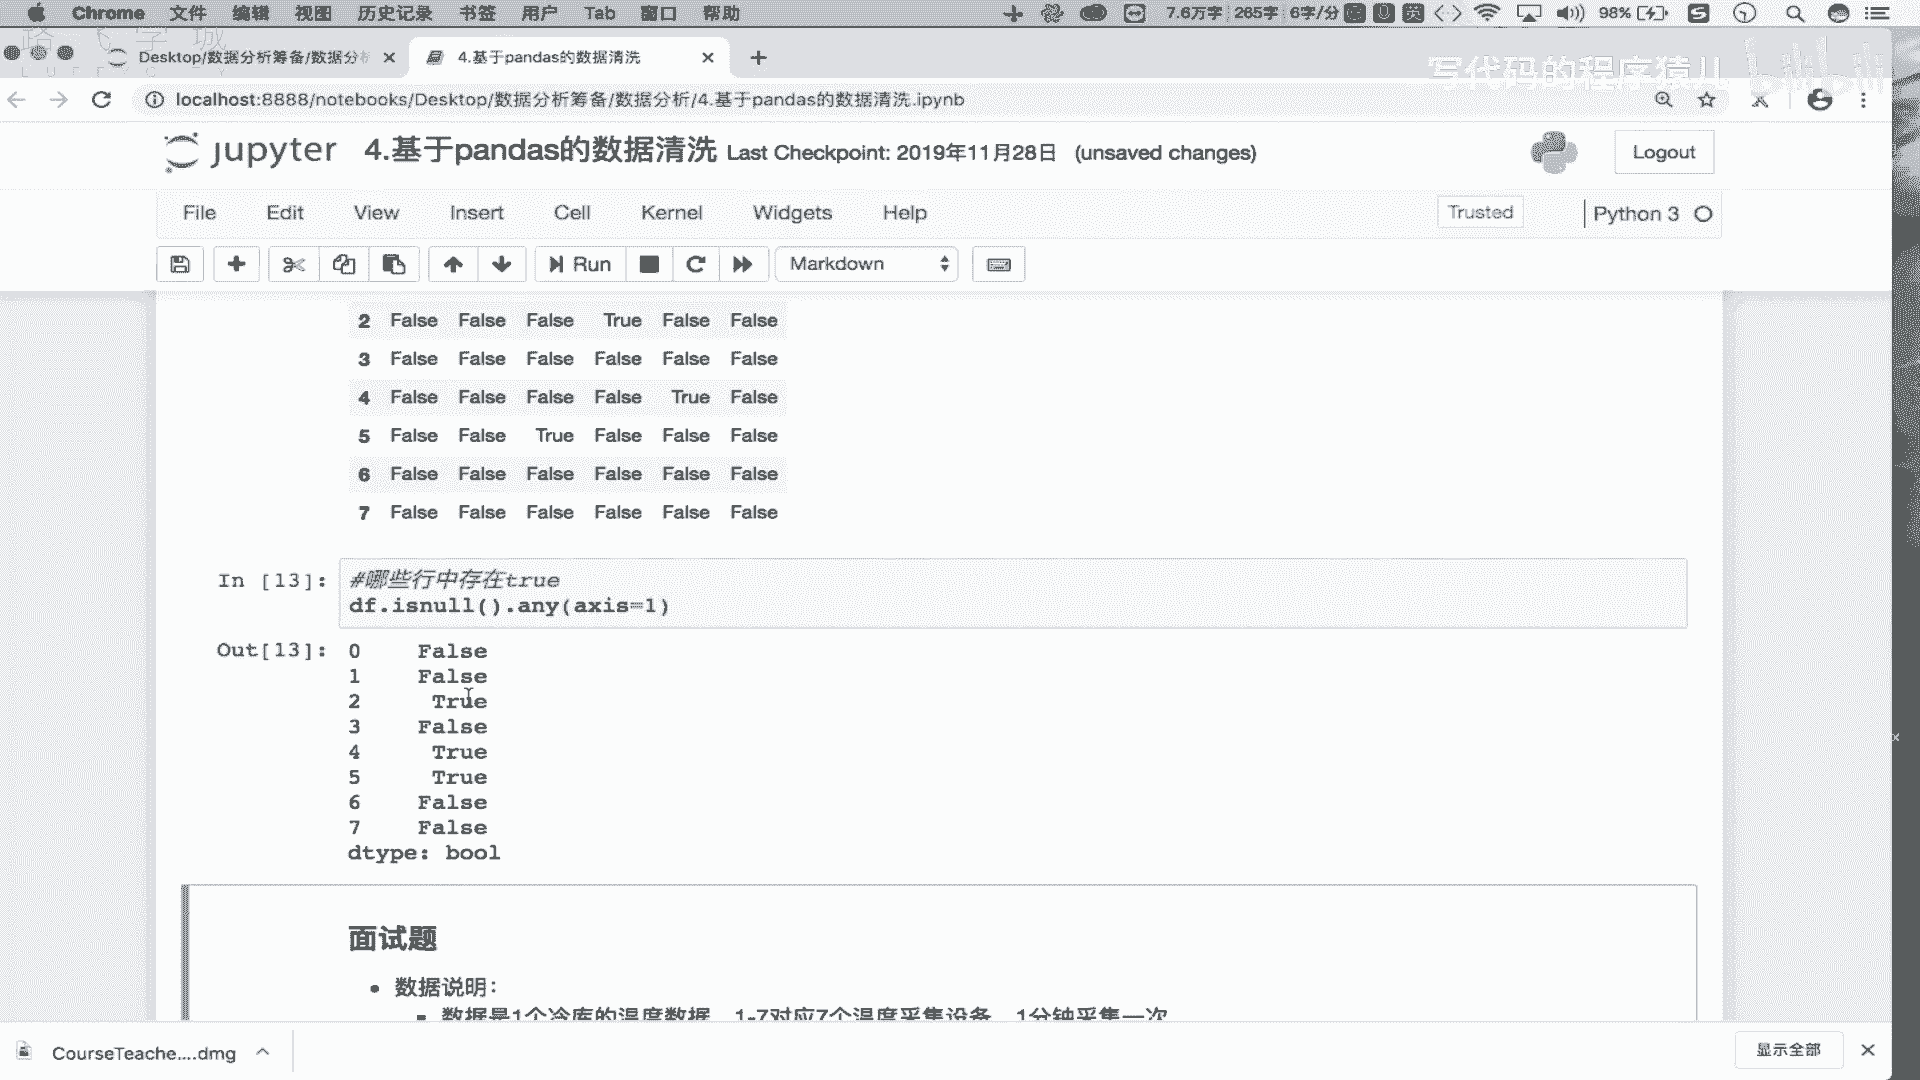 Chrome 文件 编辑 视图 历史记录 书签 用户 Tab 窗口 帮助 7.6万字 265字 6字/分 英 98%
路飞学城
Desktop/数据分析筹备/数据分析 4.基于pandas的数据清洗
写代码的程序猿儿 bilibili
localhost:8888/notebooks/Desktop/数据分析筹备/数据分析/4.基于pandas的数据清洗.ipynb
jupyter 4.基于pandas的数据清洗 Last Checkpoint: 2019年11月28日 (unsaved changes) Logout
File Edit View Insert Cell Kernel Widgets Help Trusted Python 3
Run Markdown
2 False False False True False False
3 False False False False False False
4 False False False False True False
5 False False True False False False
6 False False False False False False
7 False False False False False False
In [13]: #哪些行中存在true
df.isnull().any(axis=1)
Out[13]: 0 False
1 False
2 True
3 False
4 True
5 True
6 False
7 False
dtype: bool
面试题
数据说明：
数据是1个冷库的温度数据，1-7对应7个温度采集设备，1分钟采集一次
CourseTeache....dmg 显示全部